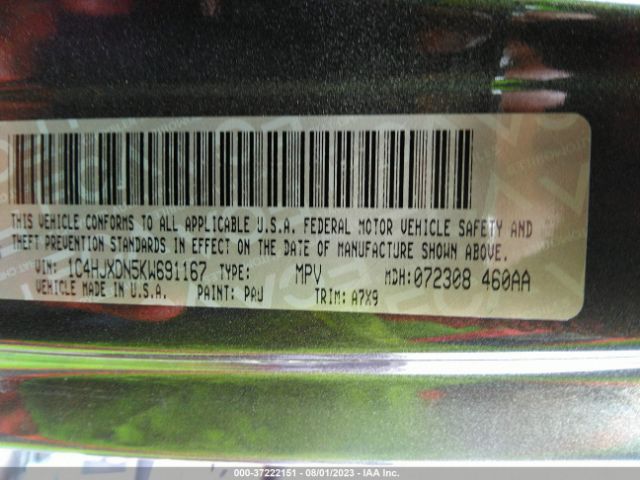 THIS VEHICLE CONFORMS TO ALL APPLICABLE U.S.A. FEDERAL MOTOR VEHICLE SAFETY AND
THEFT PREVENTION STANDARDS IN EFFECT ON THE DATE OF MANUFACTURE SHOWN ABOVE.
VIN: 1C4HJXDN5KW691167 TYPE: MPV MDH:072308 460AA
VEHICLE MADE IN U.S.A. PAINT: PAU TRIM: A7X9
000-37222151 - 08/01/2023 - IAA Inc.